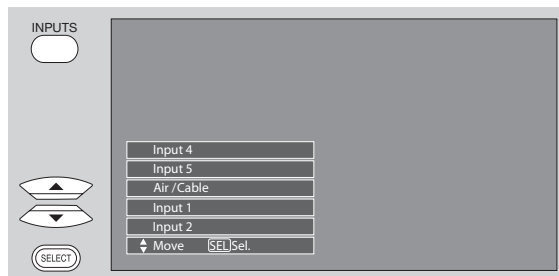 INPUTS
Input 4
Input 5
Air /Cable
Input 1
Input 2
Move SEL Sel.
SELECT